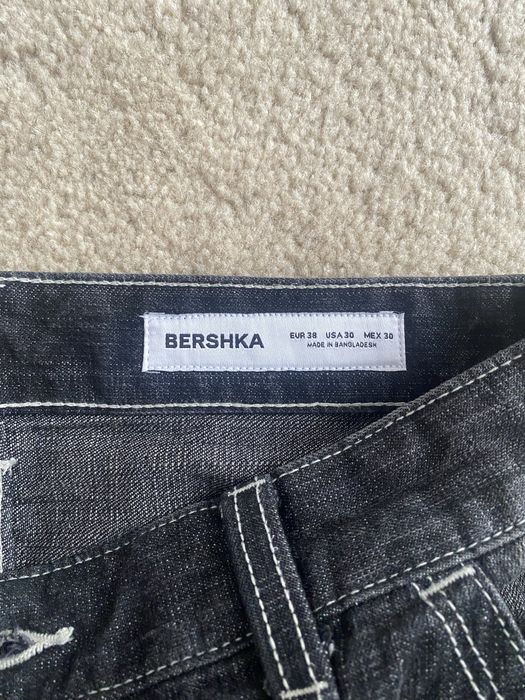 BERSHKA EUR 38 USA 30 MEX 30
MADE IN BANGLADESH